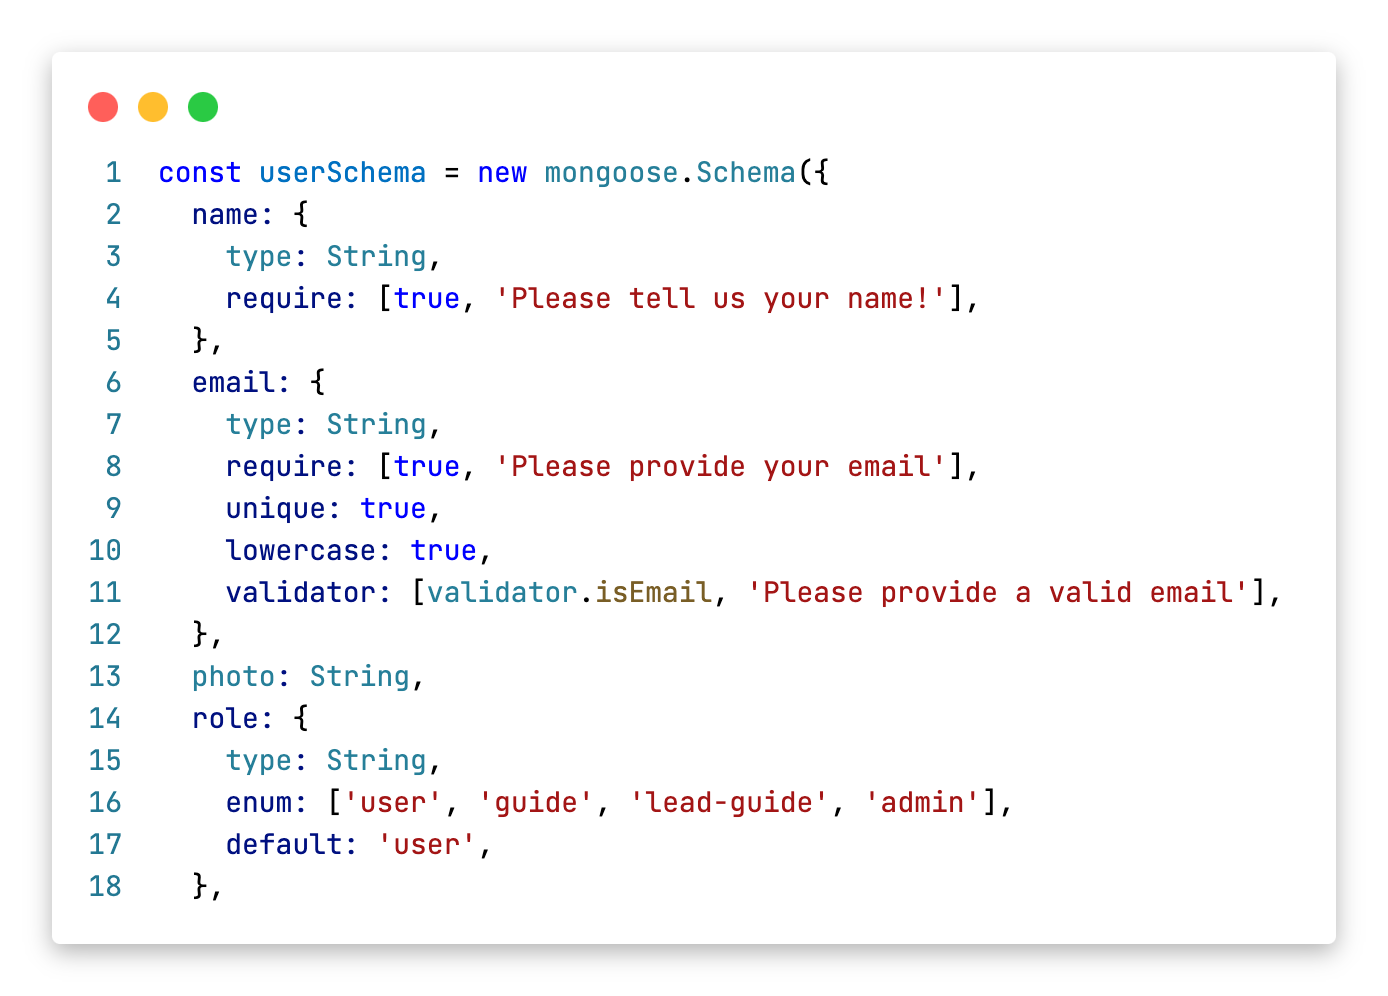 1 const userSchema = new mongoose.Schema({
2   name: {
3     type: String,
4     require: [true, 'Please tell us your name!'],
5   },
6   email: {
7     type: String,
8     require: [true, 'Please provide your email'],
9     unique: true,
10     lowercase: true,
11     validator: [validator.isEmail, 'Please provide a valid email'],
12   },
13   photo: String,
14   role: {
15     type: String,
16     enum: ['user', 'guide', 'lead-guide', 'admin'],
17     default: 'user',
18   },